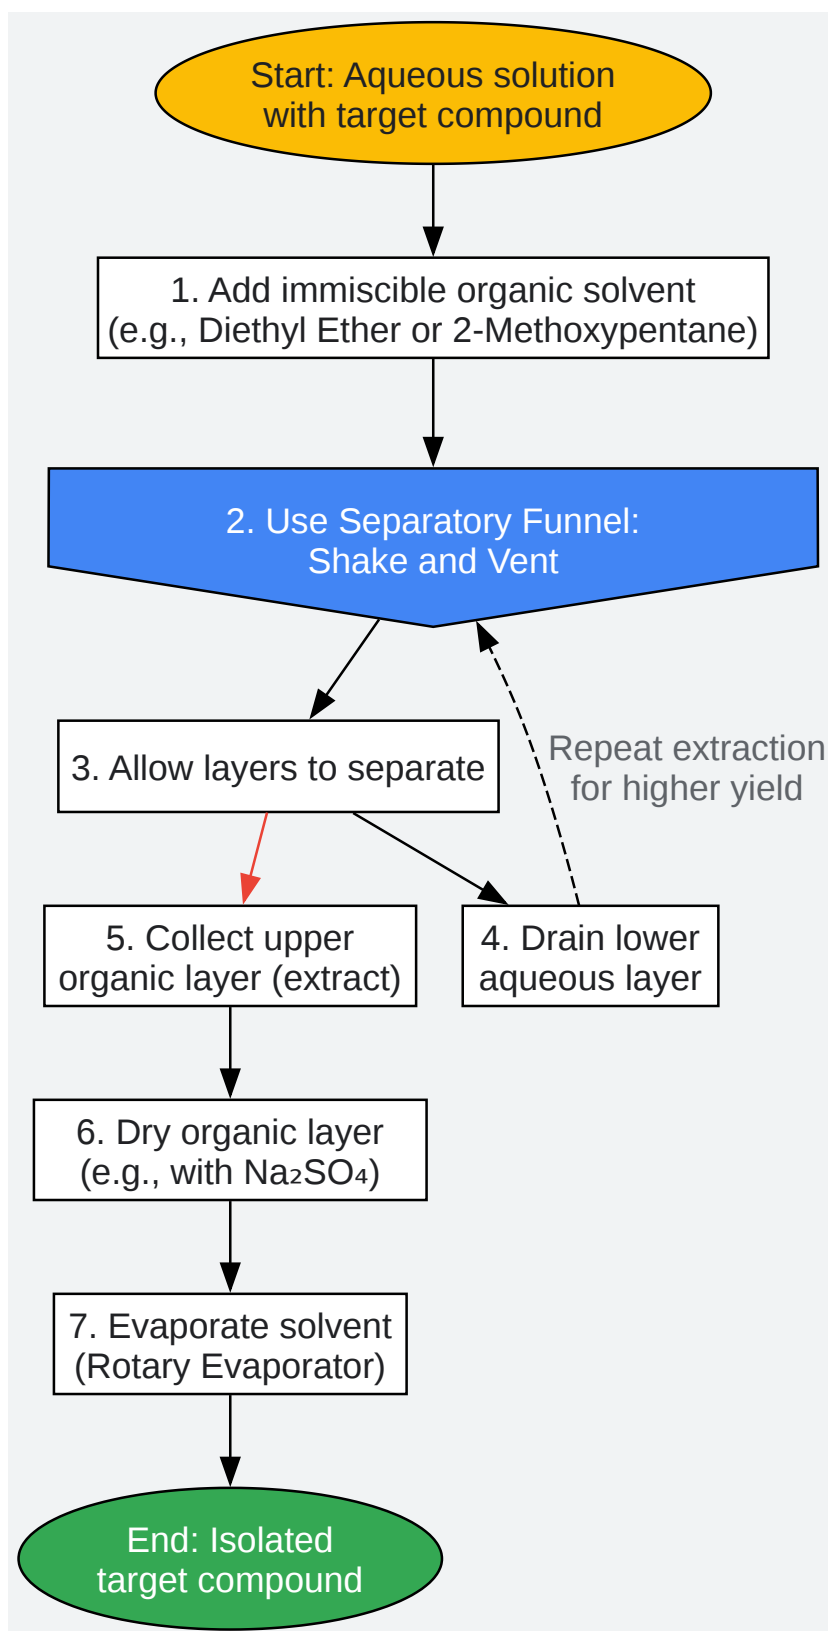 Start: Aqueous solution
with target compound
1. Add immiscible organic solvent
(e.g., Diethyl Ether or 2-Methoxypentane)
2. Use Separatory Funnel:
Shake and Vent
3. Allow layers to separate
Repeat extraction
for higher yield
5. Collect upper
organic layer (extract)
4. Drain lower
aqueous layer
6. Dry organic layer
(e.g., with Na₂SO₄)
7. Evaporate solvent
(Rotary Evaporator)
End: Isolated
target compound